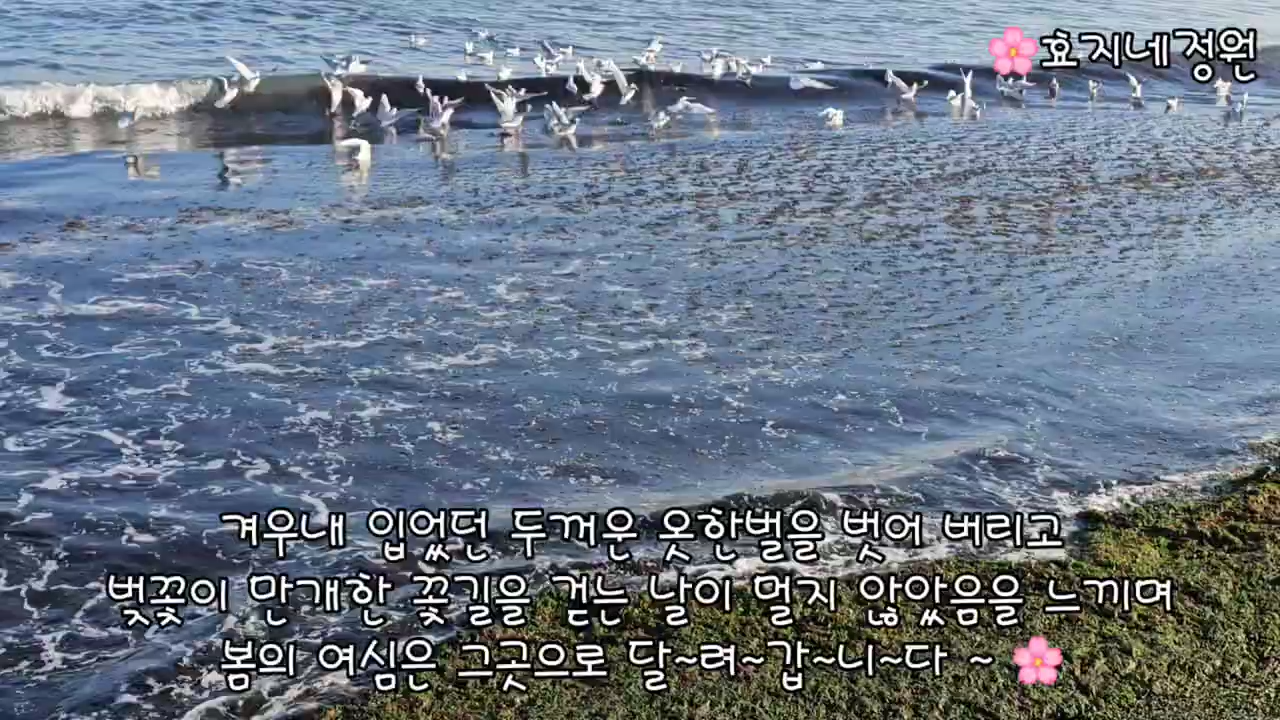 🌸효지네정원
겨우내 입었던 두꺼운 옷한벌을 벗어 버리고
벚꽃이 만개한 꽃길을 걷는 날이 멀지 않았음을 느끼며
봄의 여심은 그곳으로 달~려~갑~니~다 ~ 🌸